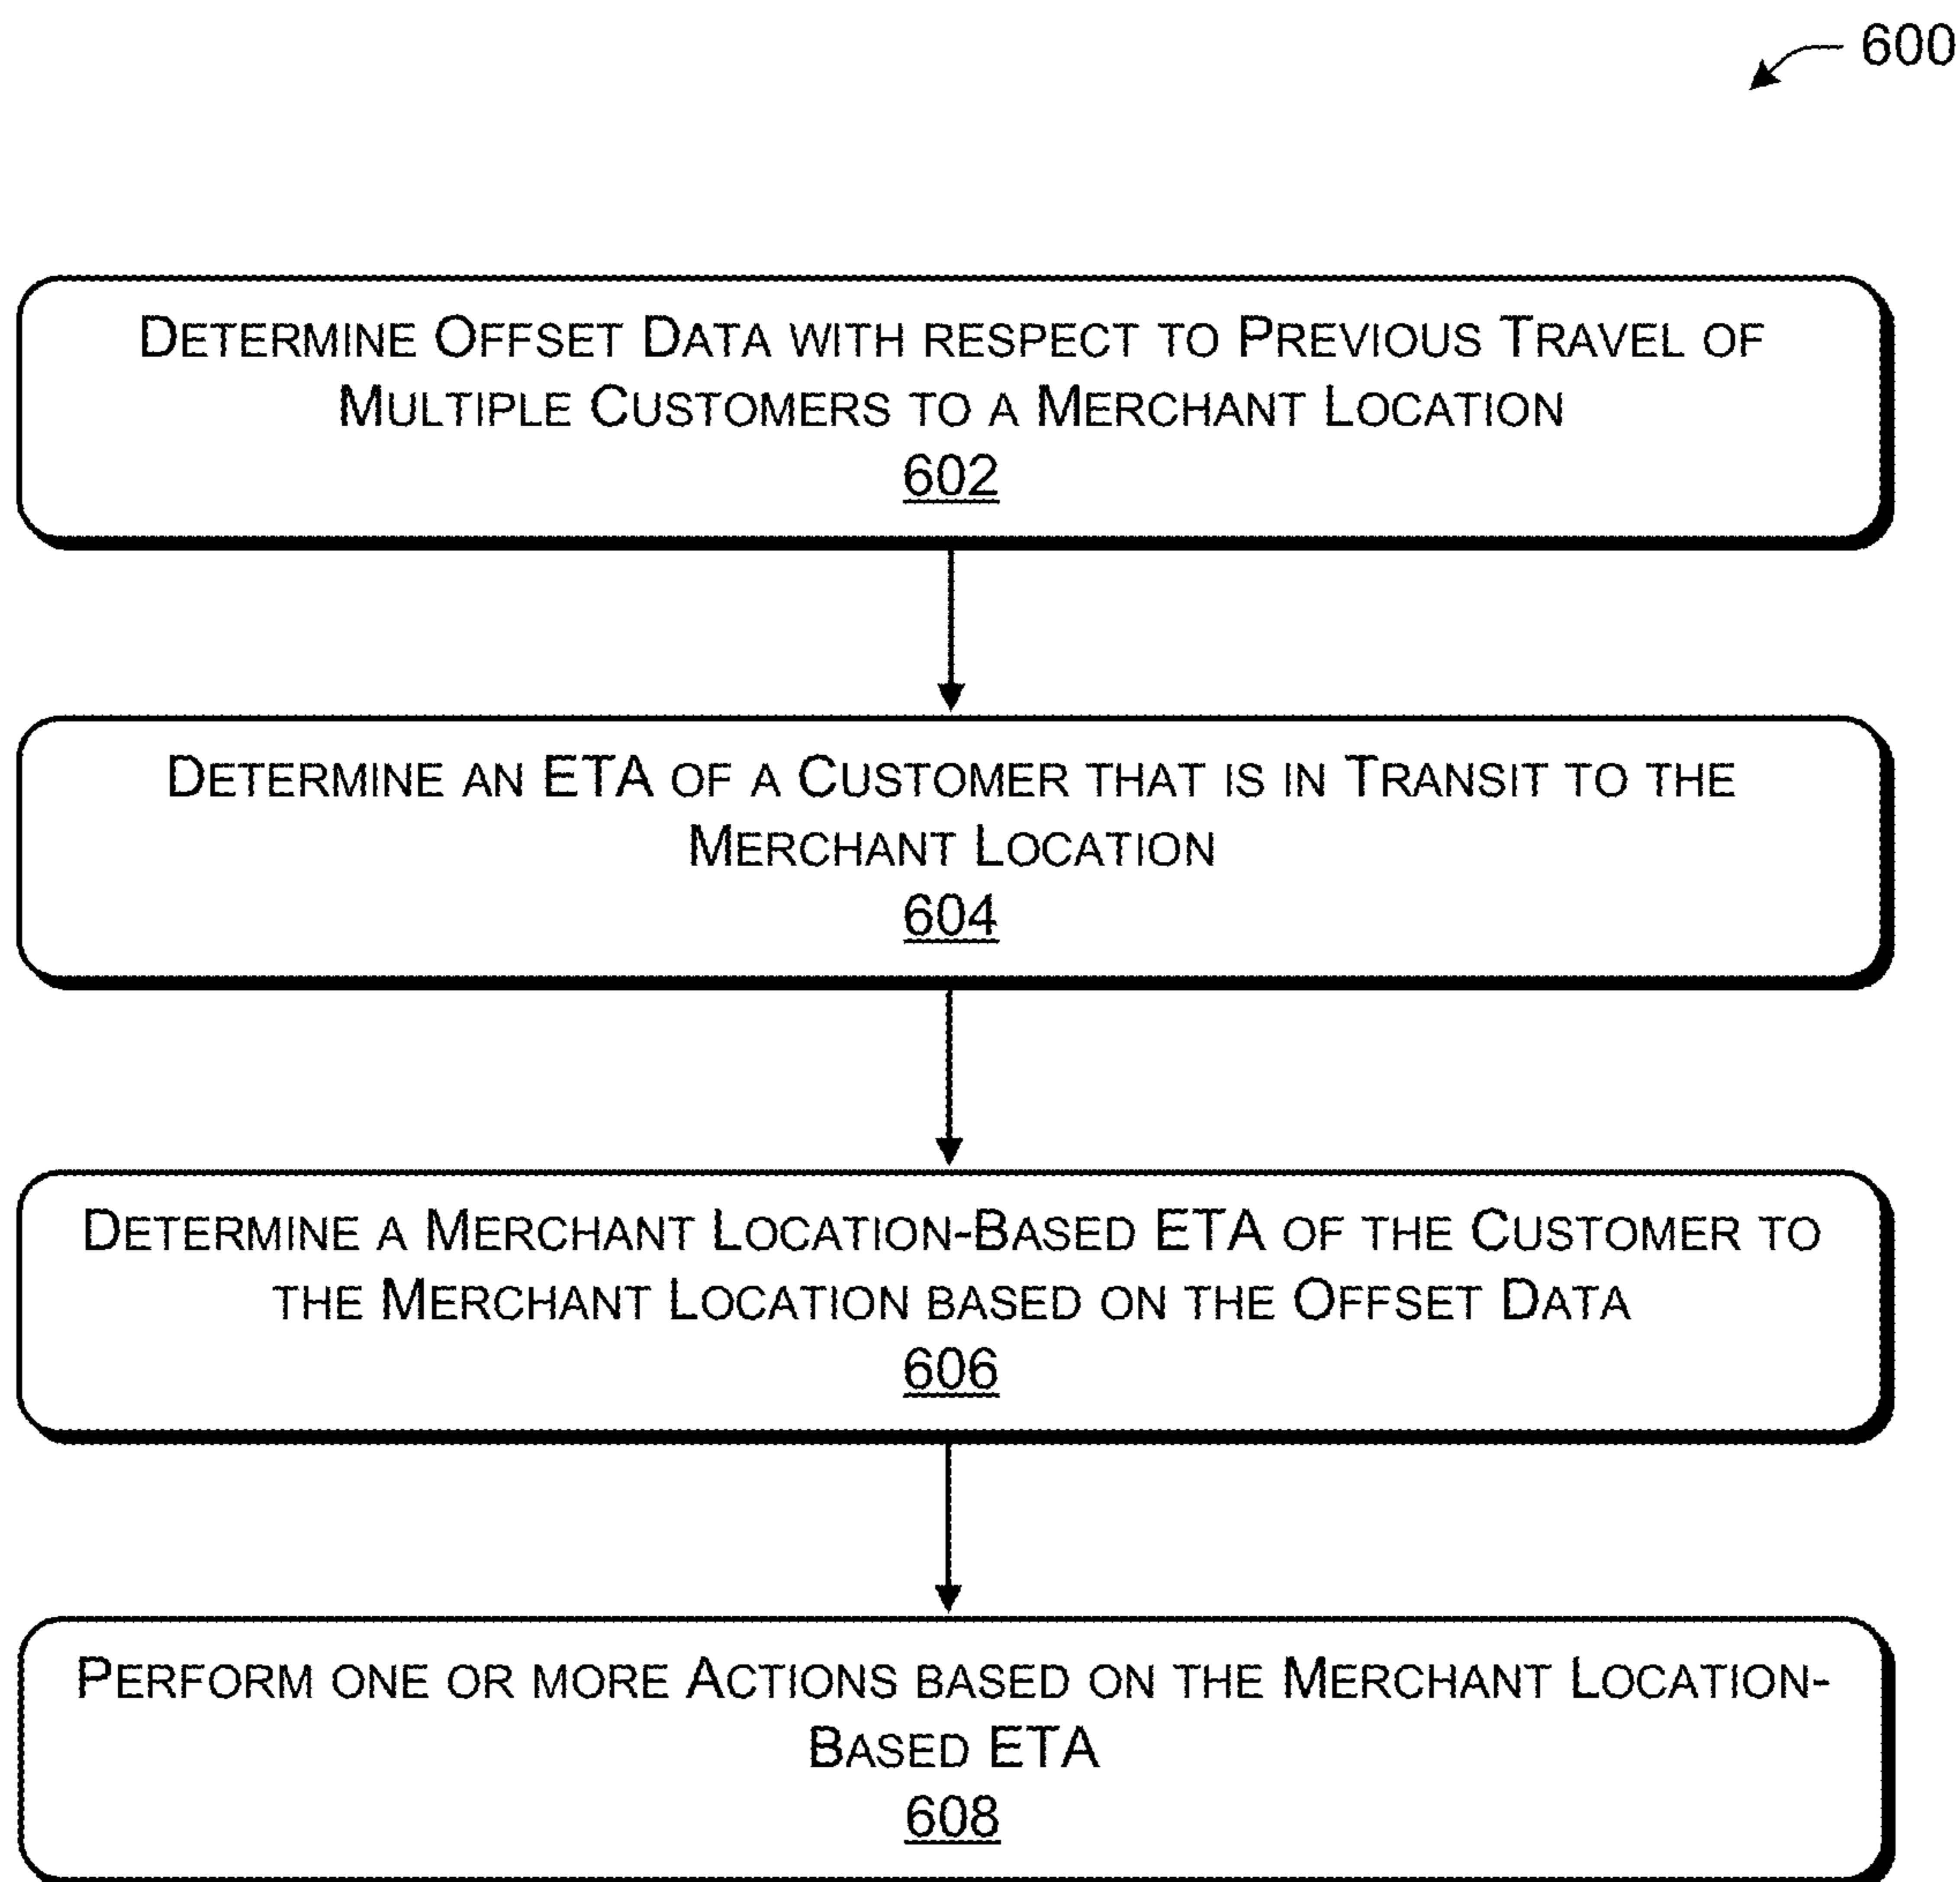 600
DETERMINE OFFSET DATA WITH RESPECT TO PREVIOUS TRAVEL OF
MULTIPLE CUSTOMERS TO A MERCHANT LOCATION
602
DETERMINE AN ETA OF A CUSTOMER THAT IS IN TRANSIT TO THE
MERCHANT LOCATION
604
DETERMINE A MERCHANT LOCATION-BASED ETA OF THE CUSTOMER TO
THE MERCHANT LOCATION BASED ON THE OFFSET DATA
606
PERFORM ONE OR MORE ACTIONS BASED ON THE MERCHANT LOCATION-
BASED ETA
608